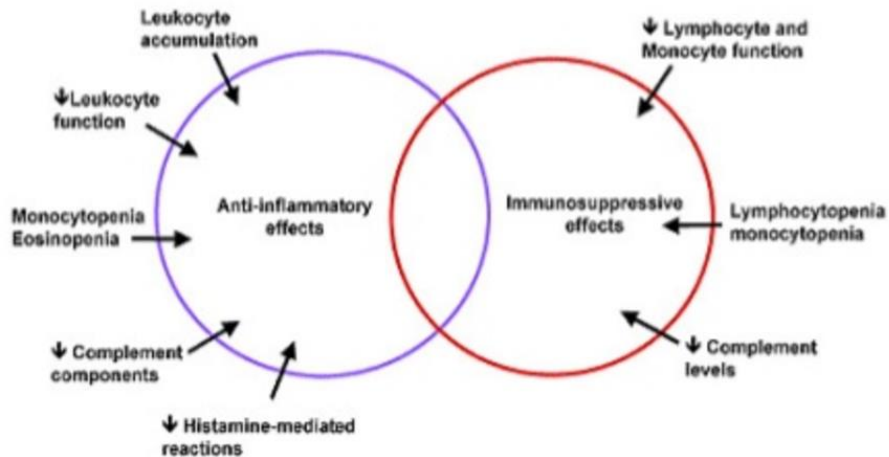 Leukocyte
accumulation
↓Leukocyte
function
Monocytopenia
Eosinopenia
↓ Complement
components
↓ Histamine-mediated
reactions
Anti-inflammatory
effects
Immunosuppressive
effects
↓ Lymphocyte and
Monocyte function
Lymphocytopenia
monocytopenia
↓ Complement
levels